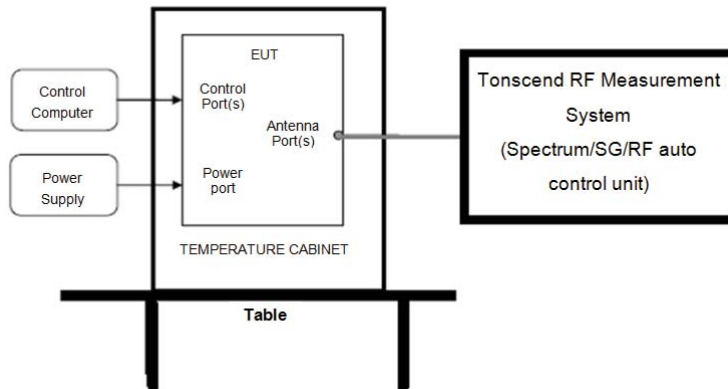 EUT
Control
Computer
Control
Port(s)
Antenna
Port(s)
Power
Supply
Power
port
TEMPERATURE CABINET
Table
Tonscend RF Measurement
System
(Spectrum/SG/RF auto
control unit)